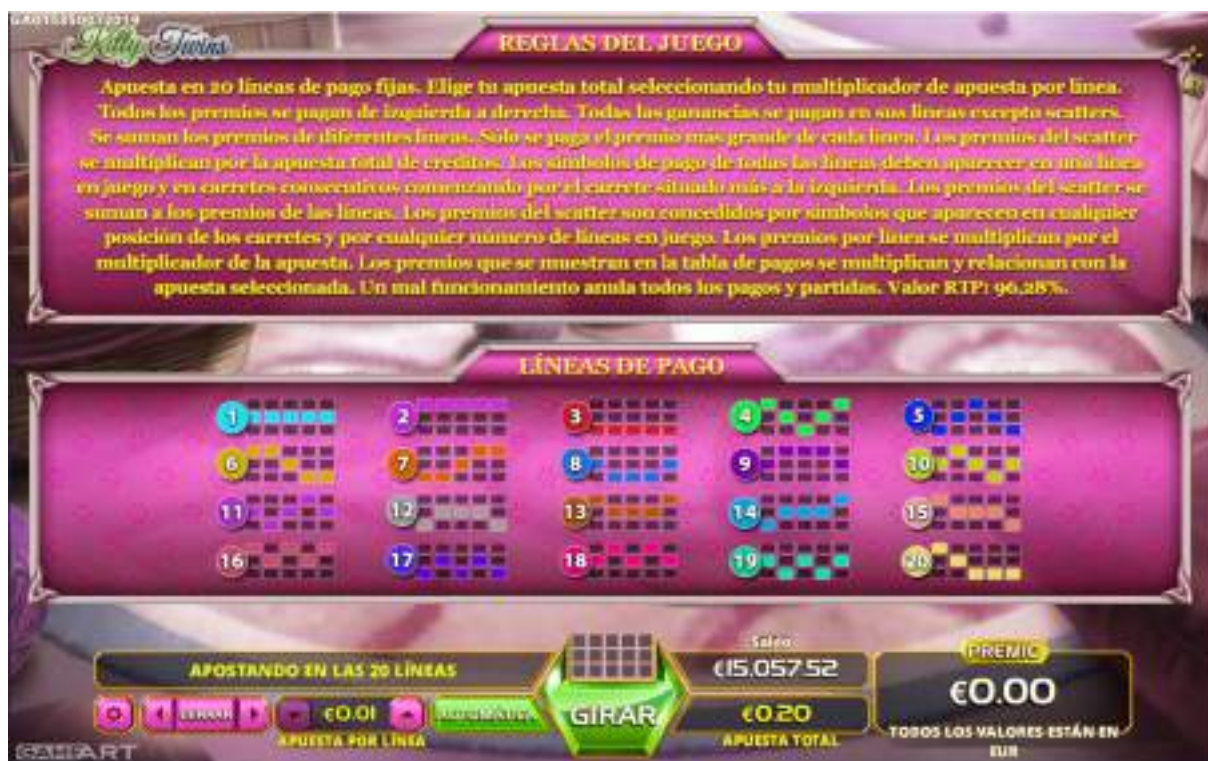 GA015350072019
Kitty Twins
REGLAS DEL JUEGO
Apuesta en 20 líneas de pago fijas. Elige tu apuesta total seleccionando tu multiplicador de apuesta por línea.
Todos los premios se pagan de izquierda a derecha. Todas las ganancias se pagan en sus líneas excepto scatters.
Se suman los premios de diferentes líneas. Sólo se paga el premio más grande de cada línea. Los premios del scatter
se multiplican por la apuesta total de créditos. Los símbolos de pago de todas las líneas deben aparecer en una línea
en juego y en carretes consecutivos comenzando por el carrete situado más a la izquierda. Los premios del scatter se
suman a los premios de las líneas. Los premios del scatter son concedidos por símbolos que aparecen en cualquier
posición de los carretes y por cualquier número de líneas en juego. Los premios por línea se multiplican por el
multiplicador de la apuesta. Los premios que se muestran en la tabla de pagos se multiplican y relacionan con la
apuesta seleccionada. Un mal funcionamiento anula todos los pagos y partidas. Valor RTP: 96,28%.
LÍNEAS DE PAGO
1 2 3 4 5
6 7 8 9 10
11 12 13 14 15
16 17 18 19 20
APOSTANDO EN LAS 20 LÍNEAS
CERRAR
€0.01
APUESTA POR LÍNEA
AUTOMÁTICA
GIRAR
Saldo
€15,057.52
€0.20
APUESTA TOTAL
PREMIO
€0.00
TODOS LOS VALORES ESTÁN EN
EUR
GAMEART